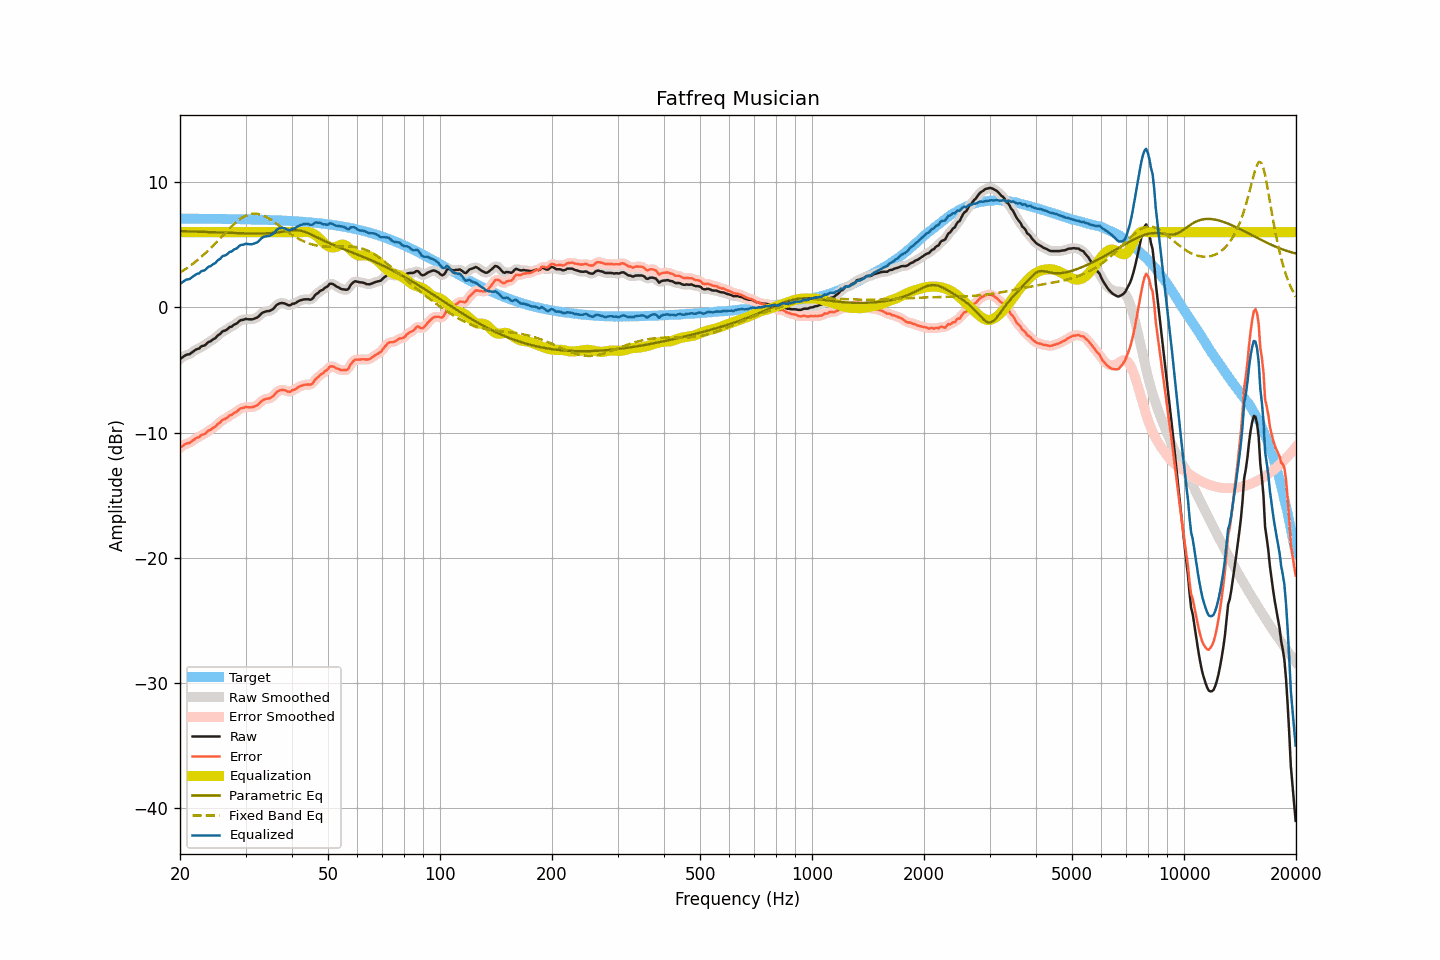 Fatfreq Musician
10
0
−10
−20
−30
−40
Amplitude (dBr)
Target
Raw Smoothed
Error Smoothed
Raw
Error
Equalization
Parametric Eq
Fixed Band Eq
Equalized
20 50 100 200 500 1000 2000 5000 10000 20000
Frequency (Hz)